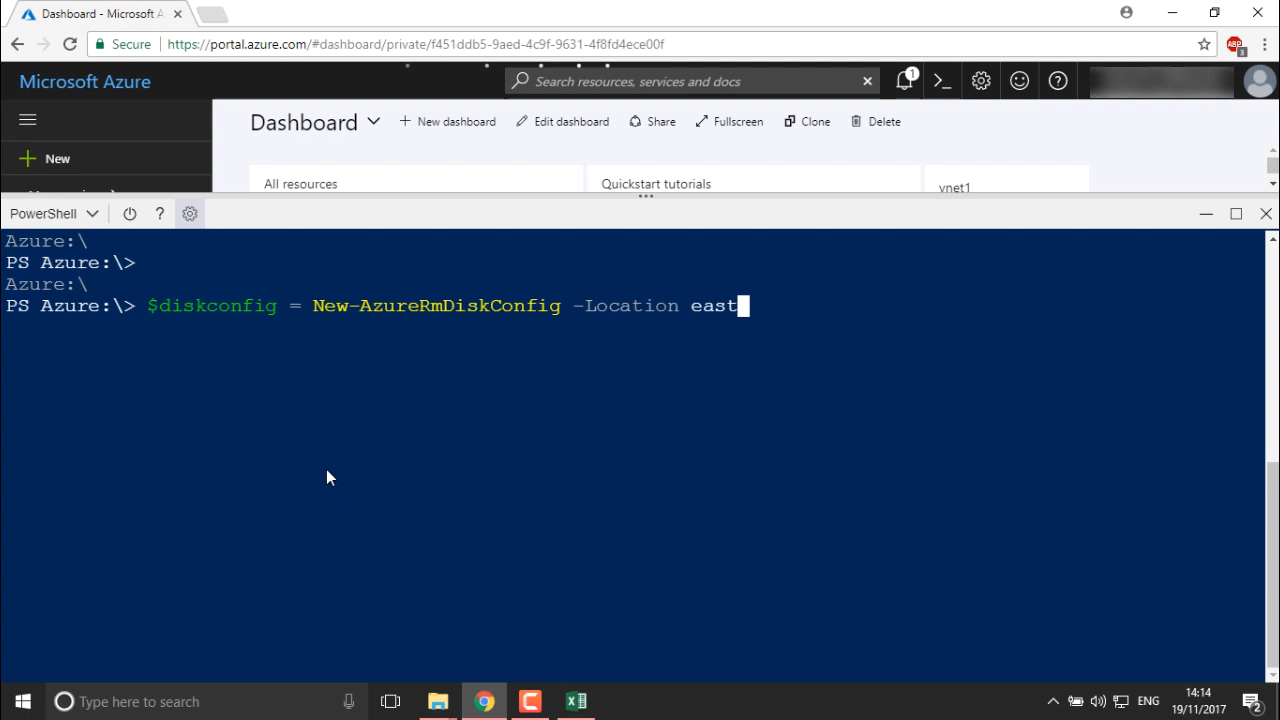 Dashboard - Microsoft A
Secure https://portal.azure.com/#dashboard/private/f451ddb5-9aed-4c9f-9631-4f8fd4ece00f
3
Microsoft Azure
Search resources, services and docs
1
Dashboard
New dashboard
Edit dashboard
Share
Fullscreen
Clone
Delete
New
All resources
Quickstart tutorials
vnet1
PowerShell
?
Azure:\
PS Azure:\>
Azure:\
PS Azure:\> $diskconfig = New-AzureRmDiskConfig -Location east
Type here to search
ENG
14:14
19/11/2017
2